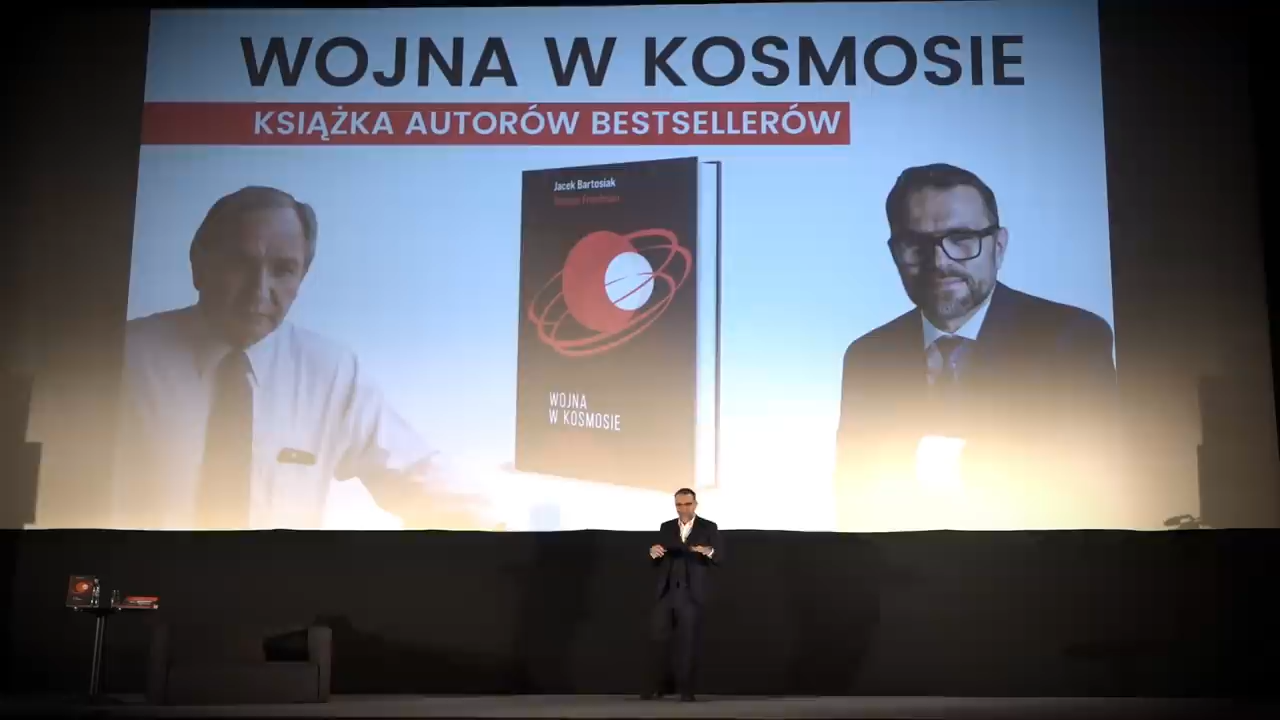 WOJNA W KOSMOSIE
KSIĄŻKA AUTORÓW BESTSELLERÓW
Jacek Bartosiak
George Friedman
WOJNA
W KOSMOSIE